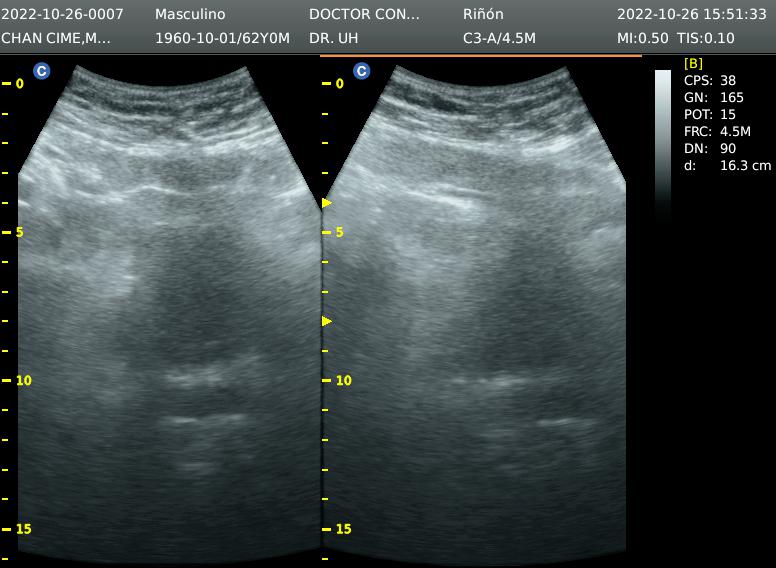 2022-10-26-0007 Masculino DOCTOR CON... Riñón 2022-10-26 15:51:33
CHAN CIME,M... 1960-10-01/62Y0M DR. UH C3-A/4.5M MI:0.50 TIS:0.10
C C
[B]
0 0
CPS: 38
GN: 165
POT: 15
FRC: 4.5M
DN: 90
d: 16.3 cm
5 5
10 10
15 15